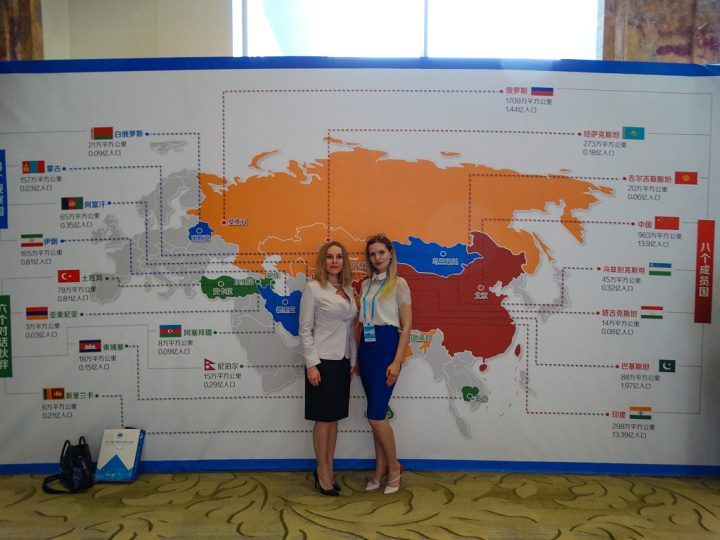 俄罗斯
1709万平方公里
1.44亿人口
白俄罗斯
21万平方公里
0.09亿人口
哈萨克斯坦
273万平方公里
0.18亿人口
蒙古
157万平方公里
0.03亿人口
吉尔吉斯斯坦
20万平方公里
0.06亿人口
阿富汗
65万平方公里
0.35亿人口
中国
963万平方公里
13.9亿人口
伊朗
165万平方公里
0.81亿人口
八个成员国
乌兹别克斯坦
45万平方公里
0.32亿人口
土耳其
78万平方公里
0.81亿人口
北京
六个对话伙伴
亚美尼亚
3万平方公里
0.03亿人口
塔吉克斯坦
14万平方公里
0.08亿人口
阿塞拜疆
8万平方公里
0.09亿人口
柬埔寨
18万平方公里
0.15亿人口
尼泊尔
15万平方公里
0.29亿人口
巴基斯坦
88万平方公里
1.97亿人口
斯里兰卡
6万平方公里
0.21亿人口
印度
298万平方公里
13.39亿人口